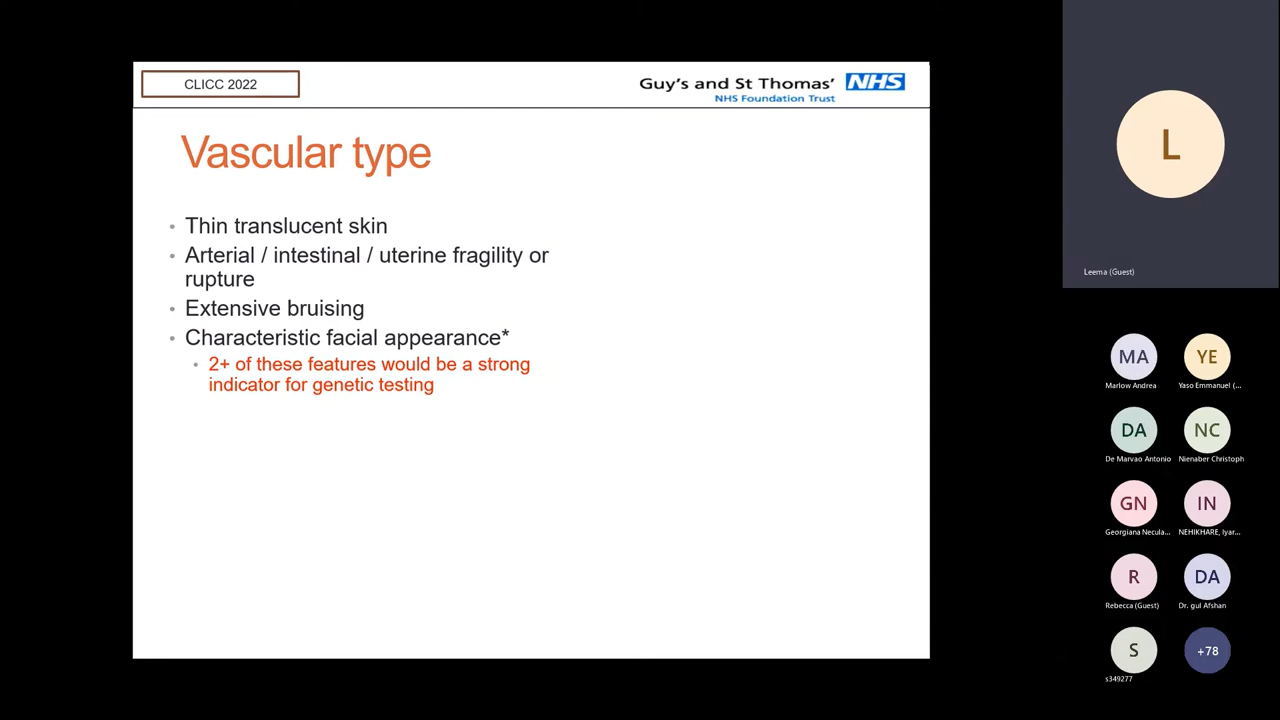 CLICC 2022
Guy's and St Thomas' NHS
NHS Foundation Trust
Vascular type
• Thin translucent skin
• Arterial / intestinal / uterine fragility or
rupture
• Extensive bruising
• Characteristic facial appearance*
• 2+ of these features would be a strong
indicator for genetic testing
L
Leema (Guest)
MA
YE
Marlow Andrea
Yaso Emmanuel (...
DA
NC
De Marvao Antonio
Nienaber Christoph
GN
IN
Georgiana Necula...
NEHIKHARE, Iyar...
R
DA
Rebecca (Guest)
Dr. gul Afshan
S
+78
s349277